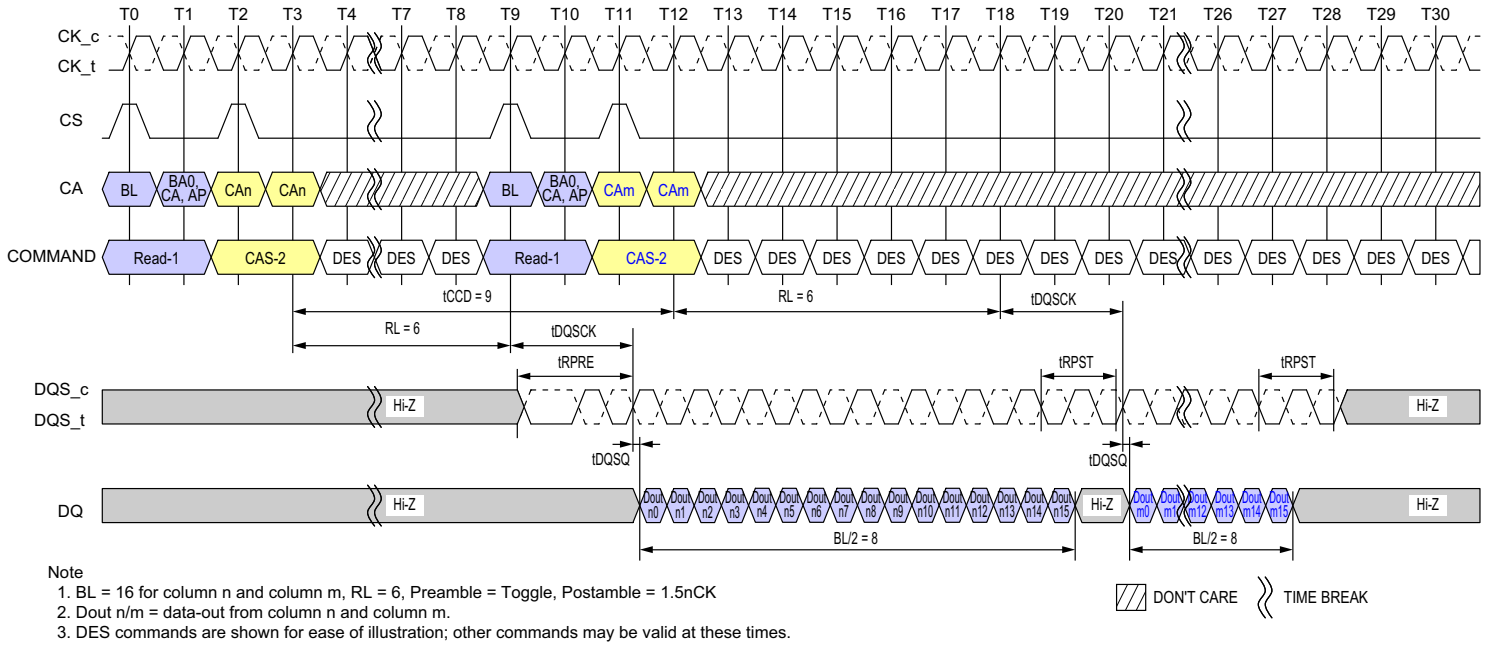 T0 T1 T2 T3 T4 T7 T8 T9 T10 T11 T12 T13 T14 T15 T16 T17 T18 T19 T20 T21 T26 T27 T28 T29 T30
CK_c
CK_t
CS
CA
BL
BA0, CA, AP
CAn
CAn
BL
BA0, CA, AP
CAm
CAm
COMMAND
Read-1
CAS-2
DES
DES
DES
Read-1
CAS-2
DES
DES
DES
DES
DES
DES
DES
DES
DES
DES
DES
DES
DES
DES
tCCD = 9
RL = 6
tDQSCK
RL = 6
tDQSCK
tRPRE
tRPST
tRPST
DQS_c
DQS_t
Hi-Z
Hi-Z
tDQSQ
tDQSQ
DQ
Hi-Z
Dout n0
Dout n1
Dout n2
Dout n3
Dout n4
Dout n5
Dout n6
Dout n7
Dout n8
Dout n9
Dout n10
Dout n11
Dout n12
Dout n13
Dout n14
Dout n15
Hi-Z
Dout m0
Dout m1
Dout m12
Dout m13
Dout m14
Dout m15
Hi-Z
BL/2 = 8
BL/2 = 8
Note
1. BL = 16 for column n and column m, RL = 6, Preamble = Toggle, Postamble = 1.5nCK
2. Dout n/m = data-out from column n and column m.
3. DES commands are shown for ease of illustration; other commands may be valid at these times.
DON'T CARE
TIME BREAK